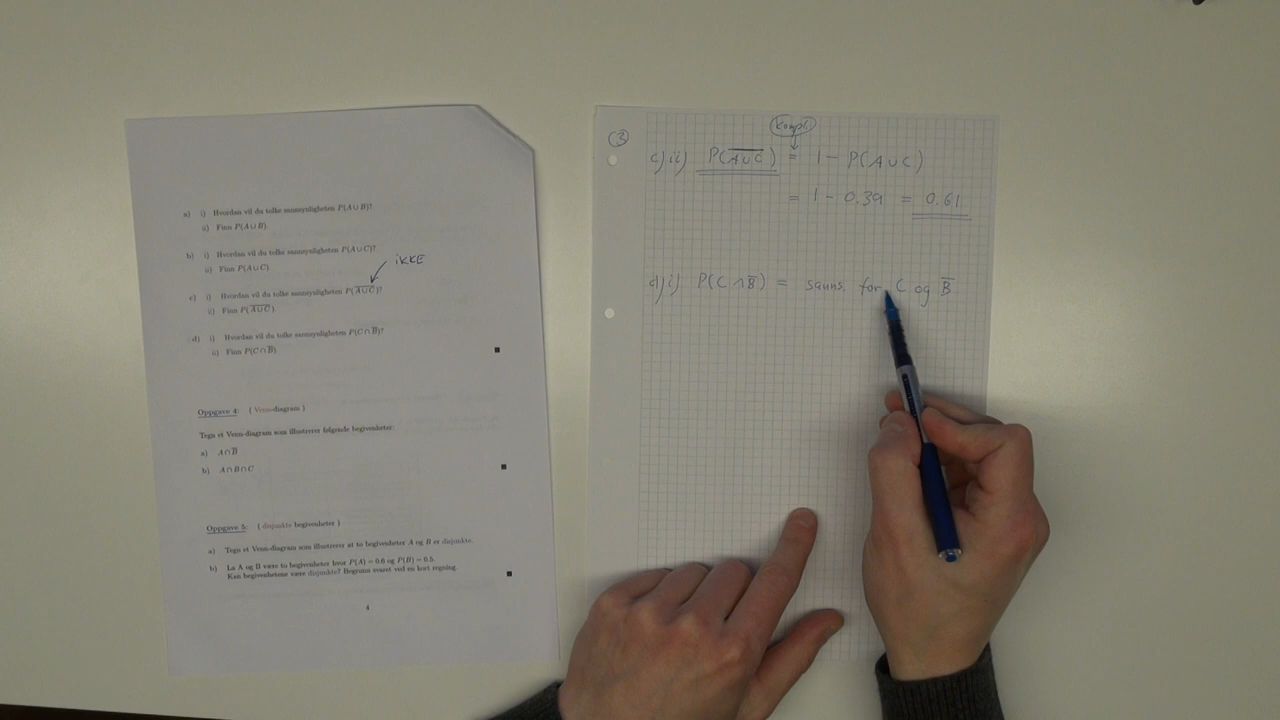 a) i) Hvordan vil du tolke sannsynligheten P(A∪B)?
ii) Finn P(A∪B)
b) i) Hvordan vil du tolke sannsynligheten P(A∪C)?
ii) Finn P(A∪C)
IKKE
c) i) Hvordan vil du tolke sannsynligheten P(A̅∪̅C̅)?
ii) Finn P(A̅∪̅C̅)
d) i) Hvordan vil du tolke sannsynligheten P(C∩B̅)?
ii) Finn P(C∩B̅)
Oppgave 4: ( Venn-diagram )
Tegn et Venn-diagram som illustrerer følgende begivenheter:
a) A∩B̅
b) A∩B∩C
Oppgave 5: ( disjunkte begivenheter )
a) Tegn et Venn-diagram som illustrerer at to begivenheter A og B er disjunkte.
b) La A og B være to begivenheter hvor P(A) = 0.6 og P(B) = 0.5.
Kan begivenhetene være disjunkte? Begrunn svaret ved en kort regning.
4
③
Kompl.
c) ii) P(A̅∪̅C̅) = 1 - P(A∪C)
= 1 - 0.39 = 0.61
d) i) P(C∩B̅) = sanns. for C og B̅